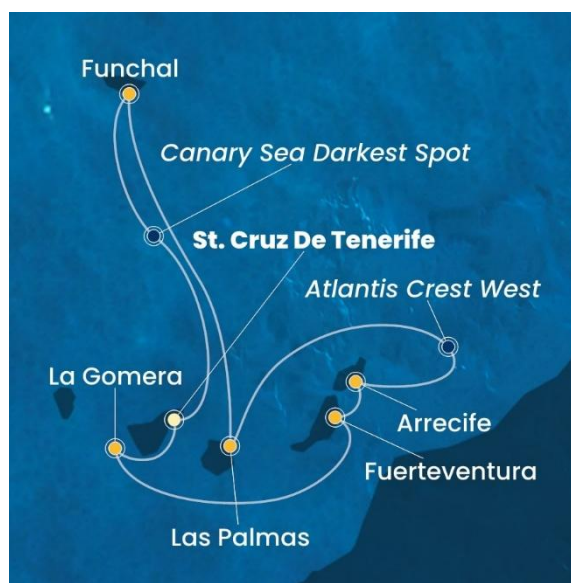 Funchal
Canary Sea Darkest Spot
St. Cruz De Tenerife
Atlantis Crest West
La Gomera
Arrecife
Fuerteventura
Las Palmas